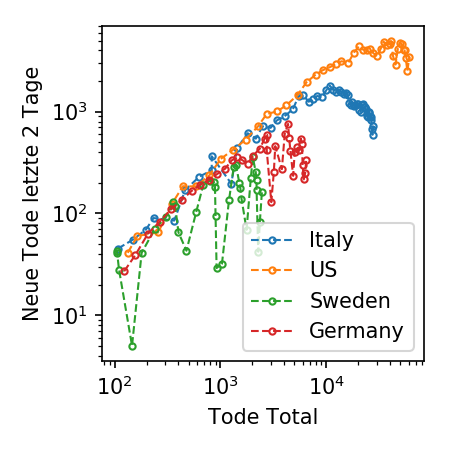 Neue Tode letzte 2 Tage
10³
10²
10¹
Italy
US
Sweden
Germany
10² 10³ 10⁴
Tode Total